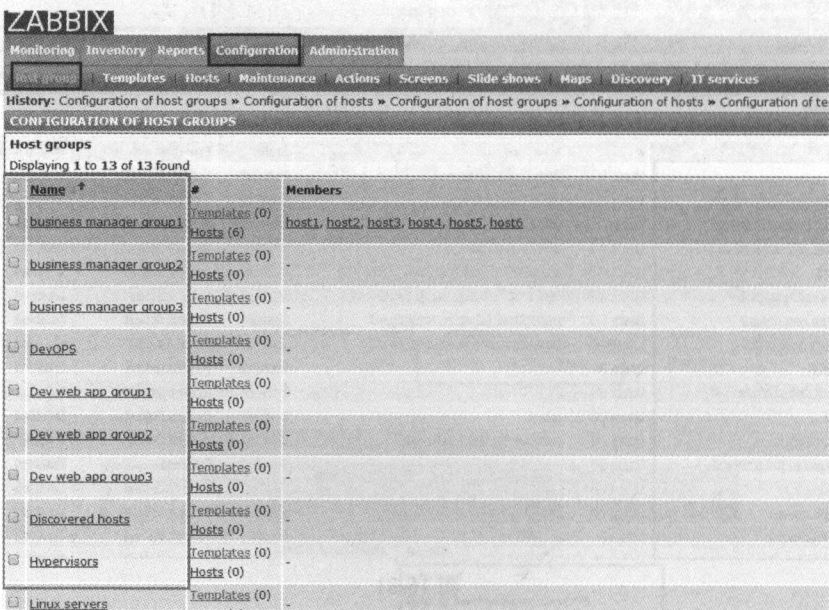 ZABBIX
Monitoring Inventory Reports Configuration Administration
Host groups | Templates | Hosts | Maintenance | Actions | Screens | Slide shows | Maps | Discovery | IT services
History: Configuration of host groups » Configuration of hosts » Configuration of host groups » Configuration of hosts » Configuration of te
CONFIGURATION OF HOST GROUPS
Host groups
Displaying 1 to 13 of 13 found
Name ↑ # Members
business manager group1 Templates (0) Hosts (6) host1, host2, host3, host4, host5, host6
business manager group2 Templates (0) Hosts (0) -
business manager group3 Templates (0) Hosts (0) -
DevOPS Templates (0) Hosts (0) -
Dev web app group1 Templates (0) Hosts (0) -
Dev web app group2 Templates (0) Hosts (0) -
Dev web app group3 Templates (0) Hosts (0) -
Discovered hosts Templates (0) Hosts (0) -
Hypervisors Templates (0) Hosts (0) -
Linux servers Templates (0) -